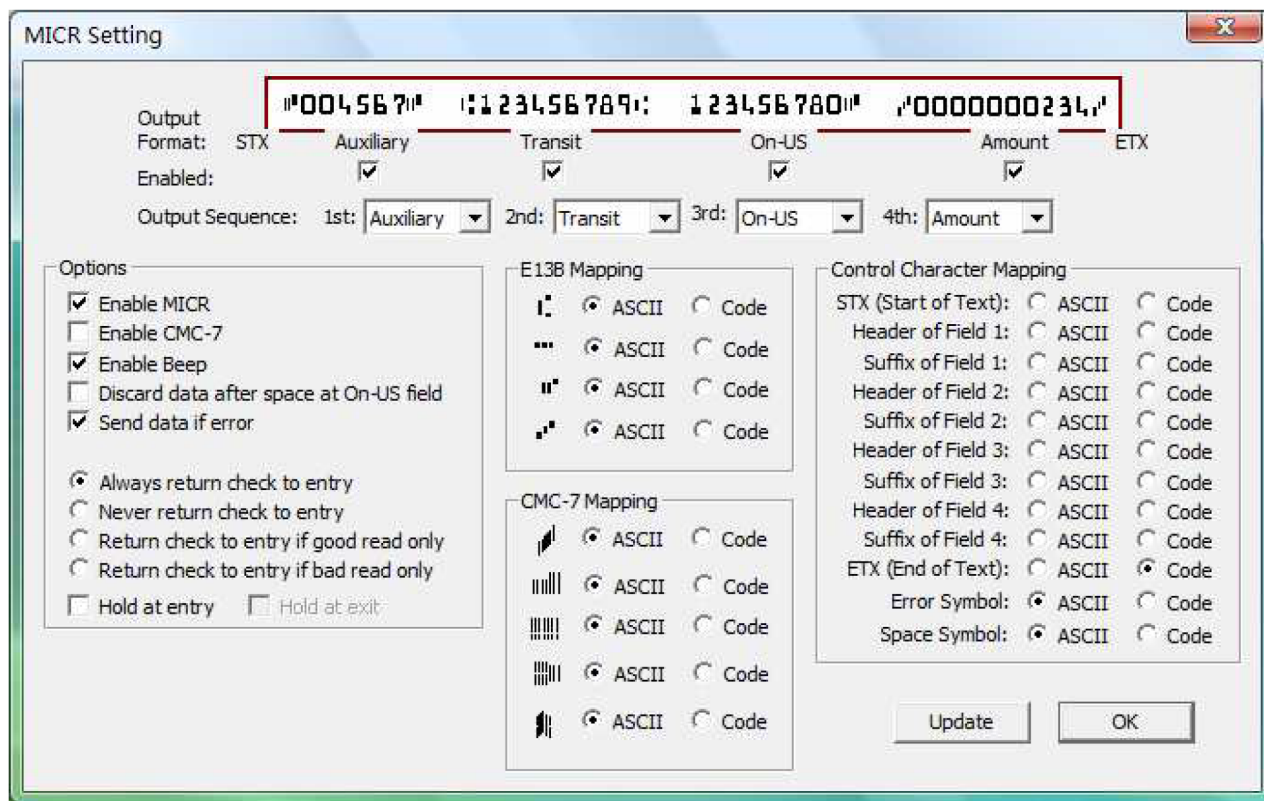 MICR Setting
⑈004567⑈ ⑆123456789⑆ 123456780⑈ ⑇0000000234⑇
Output
Format: STX Auxiliary Transit On-US Amount ETX
Enabled:
Output Sequence: 1st: Auxiliary 2nd: Transit 3rd: On-US 4th: Amount
Options
Enable MICR
Enable CMC-7
Enable Beep
Discard data after space at On-US field
Send data if error
Always return check to entry
Never return check to entry
Return check to entry if good read only
Return check to entry if bad read only
Hold at entry Hold at exit
E13B Mapping
⑆ ASCII Code
⑉ ASCII Code
⑈ ASCII Code
⑇ ASCII Code
CMC-7 Mapping
ASCII Code
ASCII Code
ASCII Code
ASCII Code
ASCII Code
Control Character Mapping
STX (Start of Text): ASCII Code
Header of Field 1: ASCII Code
Suffix of Field 1: ASCII Code
Header of Field 2: ASCII Code
Suffix of Field 2: ASCII Code
Header of Field 3: ASCII Code
Suffix of Field 3: ASCII Code
Header of Field 4: ASCII Code
Suffix of Field 4: ASCII Code
ETX (End of Text): ASCII Code
Error Symbol: ASCII Code
Space Symbol: ASCII Code
Update OK